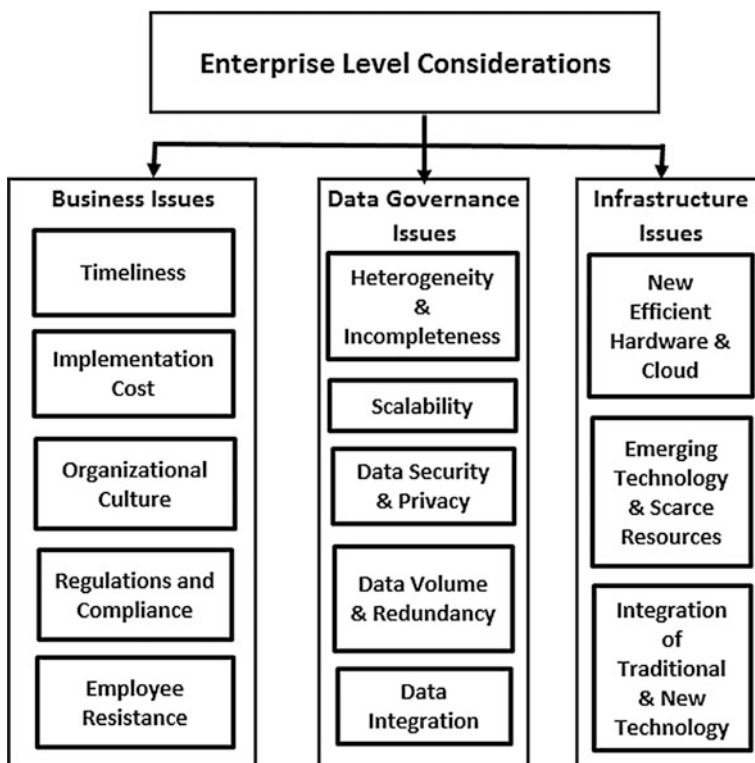 Enterprise Level Considerations
Business Issues
Timeliness
Implementation
Cost
Organizational
Culture
Regulations and
Compliance
Employee
Resistance
Data Governance
Issues
Heterogeneity
&
Incompleteness
Scalability
Data Security
& Privacy
Data Volume
& Redundancy
Data
Integration
Infrastructure
Issues
New
Efficient
Hardware &
Cloud
Emerging
Technology
& Scarce
Resources
Integration
of
Traditional
& New
Technology